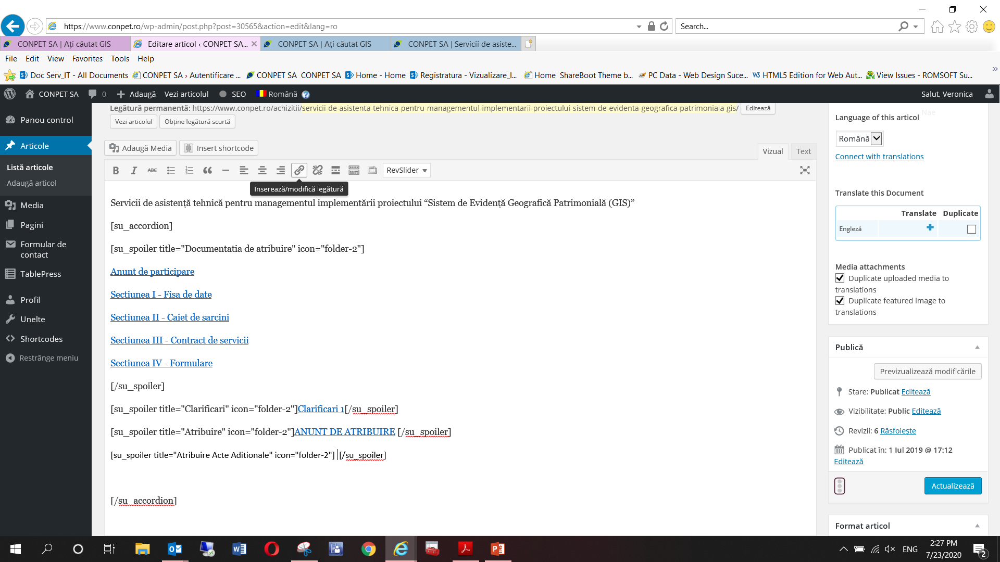 https://www.conpet.ro/wp-admin/post.php?post=30565&action=edit&lang=ro
Search...
CONPET SA | Ați căutat GIS
Editare articol ‹ CONPET SA...
CONPET SA | Ați căutat GIS
CONPET SA | Servicii de asiste...
File Edit View Favorites Tools Help
Doc Serv_IT - All Documents CONPET SA › Autentificare ... CONPET SA CONPET SA Home - Home Registratura - Vizualizare_I... Home ShareBoot Theme b... PC Data - Web Design Suce... HTML5 Edition for Web Aut... View Issues - ROMSOFT Su...
CONPET SA 0 Adaugă Vezi articolul SEO Română Salut, Veronica
Nae
Panou control
Articole
Listă articole
Adaugă articol
Media
Pagini
Formular de
contact
TablePress
Profil
Unelte
Shortcodes
Restrânge meniu
Legătură permanentă: https://www.conpet.ro/achizitii/servicii-de-asistenta-tehnica-pentru-managementul-implementarii-proiectului-sistem-de-evidenta-geografica-patrimoniala-gis/ Editează
Vezi articolul Obține legătură scurtă
Adaugă Media Insert shortcode
Vizual Text
B I ABC RevSlider
Inserează/modifică legătură
Servicii de asistență tehnică pentru managementul implementării proiectului “Sistem de Evidență Geografică Patrimonială (GIS)”
[su_accordion]
[su_spoiler title="Documentatia de atribuire" icon="folder-2"]
Anunt de participare
Sectiunea I - Fisa de date
Sectiunea II - Caiet de sarcini
Sectiunea III - Contract de servicii
Sectiunea IV - Formulare
[/su_spoiler]
[su_spoiler title="Clarificari" icon="folder-2"]Clarificari 1[/su_spoiler]
[su_spoiler title="Atribuire" icon="folder-2"]ANUNT DE ATRIBUIRE [/su_spoiler]
[su_spoiler title="Atribuire Acte Aditionale" icon="folder-2"] [/su_spoiler]
[/su_accordion]
Language of this articol
Română
Connect with translations
Translate this Document
Translate Duplicate
Engleză
Media attachments
Duplicate uploaded media to
translations
Duplicate featured image to
translations
Publică
Previzualizează modificările
Stare: Publicat Editează
Vizibilitate: Public Editează
Revizii: 6 Răsfoiește
Publicat în: 1 Iul 2019 @ 17:12
Editează
Actualizează
Format articol
ENG
2:27 PM
7/23/2020
2